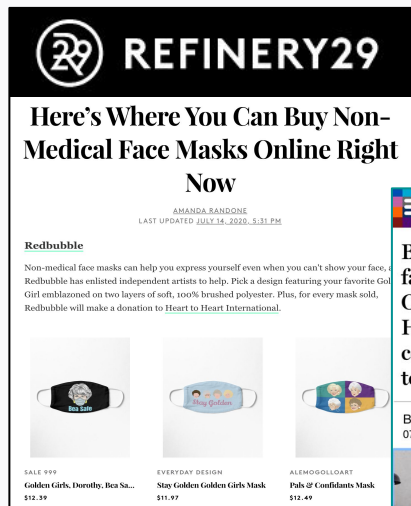 R29 REFINERY29
Here's Where You Can Buy Non-
Medical Face Masks Online Right
Now
AMANDA RANDONE
LAST UPDATED JULY 14, 2020, 5:31 PM
Redbubble
Non-medical face masks can help you express yourself even when you can't show your face,
Redbubble has enlisted independent artists to help. Pick a design featuring your favorite Gol
Girl emblazoned on two layers of soft, 100% brushed polyester. Plus, for every mask sold,
Redbubble will make a donation to Heart to Heart International.
Bea Safe
Stay Golden
SALE 999
Golden Girls, Dorothy, Bea Sa...
$12.39
EVERYDAY DESIGN
Stay Golden Golden Girls Mask
$11.97
ALEMOGLLOART
Pals & Confidants Mask
$12.49